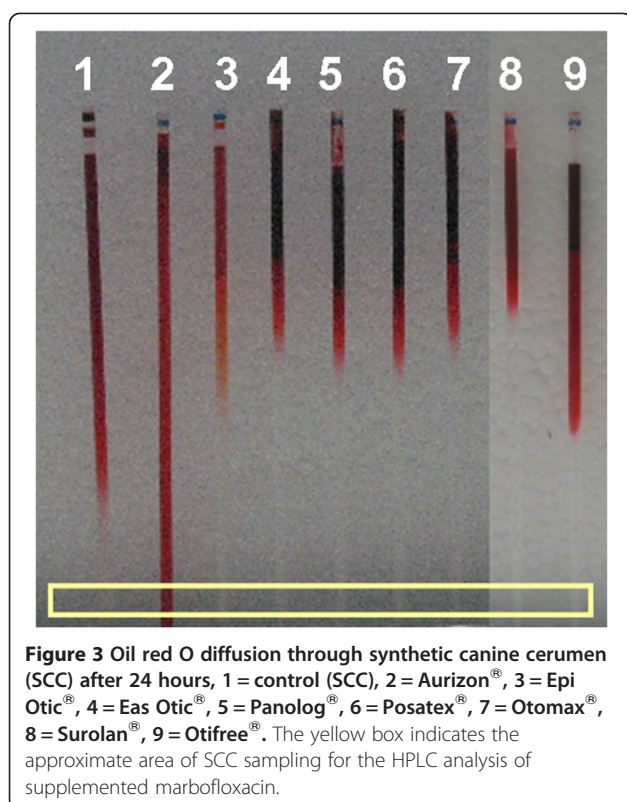 1 2 3 4 5 6 7 8 9
Figure 3 Oil red O diffusion through synthetic canine cerumen
(SCC) after 24 hours, 1 = control (SCC), 2 = Aurizon®, 3 = Epi
Otic®, 4 = Eas Otic®, 5 = Panolog®, 6 = Posatex®, 7 = Otomax®,
8 = Surolan®, 9 = Otifree®. The yellow box indicates the
approximate area of SCC sampling for the HPLC analysis of
supplemented marbofloxacin.